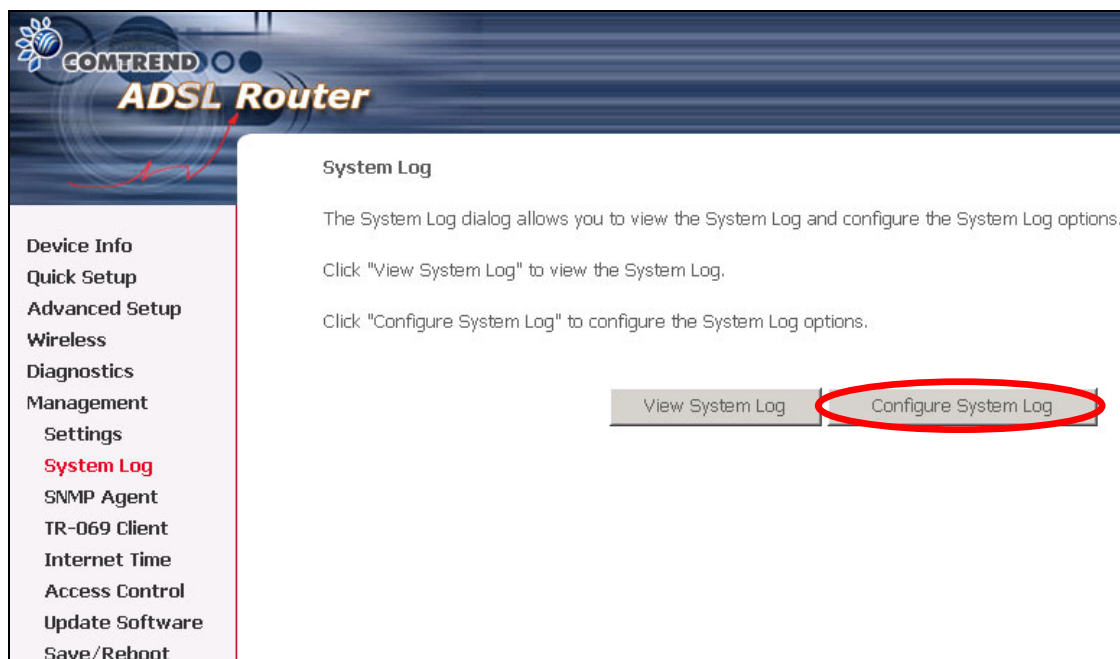 COMTREND
ADSL Router
System Log
The System Log dialog allows you to view the System Log and configure the System Log options.
Click "View System Log" to view the System Log.
Click "Configure System Log" to configure the System Log options.
View System Log
Configure System Log
Device Info
Quick Setup
Advanced Setup
Wireless
Diagnostics
Management
Settings
System Log
SNMP Agent
TR-069 Client
Internet Time
Access Control
Update Software
Save/Reboot